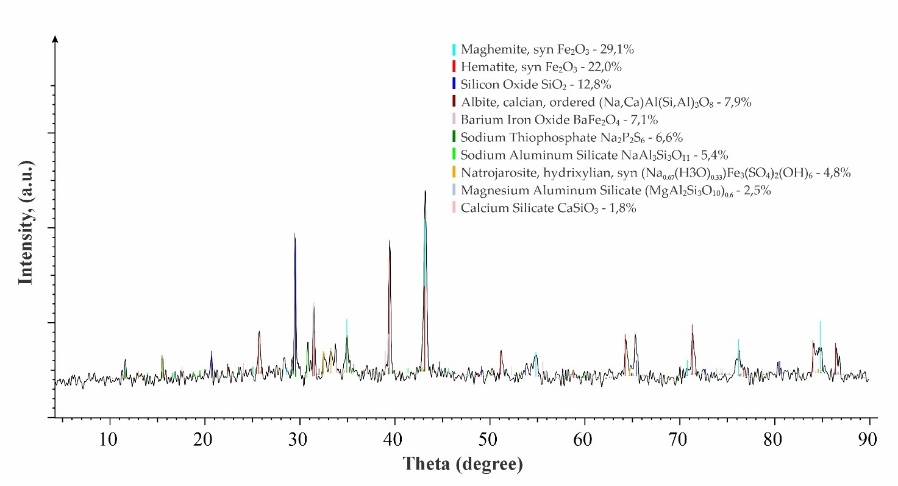 Maghemite, syn Fe₂O₃ - 29,1%
Hematite, syn Fe₂O₃ - 22,0%
Silicon Oxide SiO₂ - 12,8%
Albite, calcian, ordered (Na,Ca)Al(Si,Al)₃O₈ - 7,9%
Barium Iron Oxide BaFe₂O₄ - 7,1%
Sodium Thiophosphate Na₂P₂S₆ - 6,6%
Sodium Aluminum Silicate NaAl₃Si₃O₁₁ - 5,4%
Natrojarosite, hydrixylian, syn (Na₀.₆₇(H3O)₀.₃₃)Fe₃(SO₄)₂(OH)₆ - 4,8%
Magnesium Aluminum Silicate (MgAl₂Si₃O₁₀)₀.₆ - 2,5%
Calcium Silicate CaSiO₃ - 1,8%
Intensity, (a.u.)
10 20 30 40 50 60 70 80 90
Theta (degree)